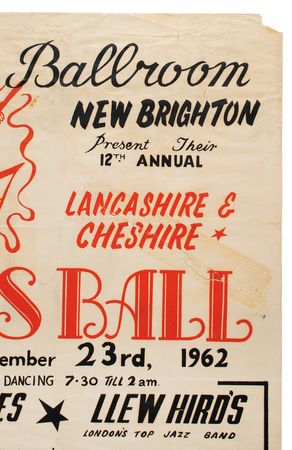 Ballroom
NEW BRIGHTON
Present Their
12TH ANNUAL
LANCASHIRE &
CHESHIRE
S BALL
ember 23rd, 1962
DANCING 7·30 TILL 2am.
ES ★ LLEW HIRD'S
LONDON'S TOP JAZZ BAND